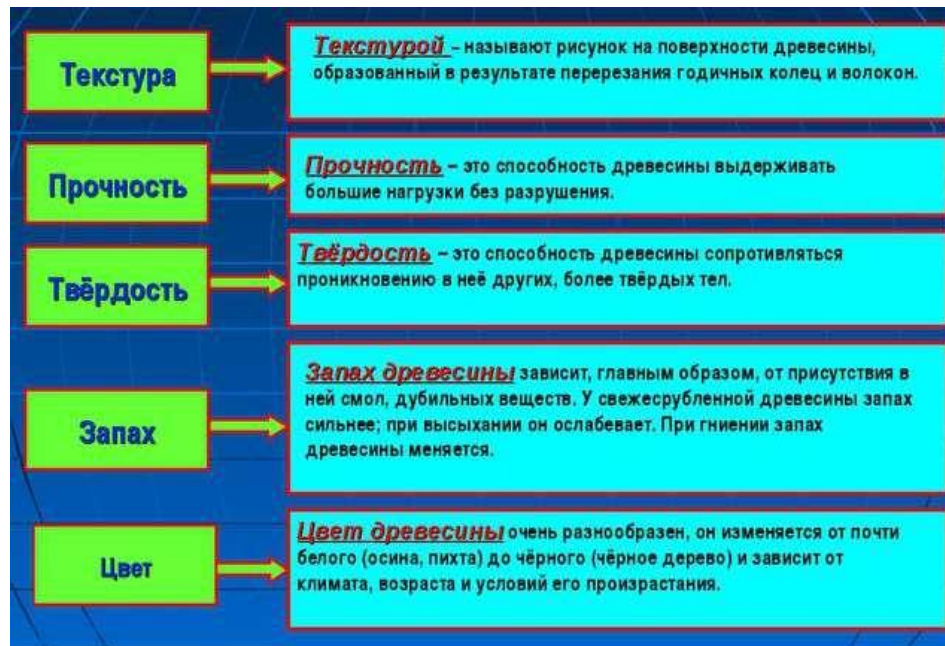 Текстура
Текстурой – называют рисунок на поверхности древесины,
образованный в результате перерезания годичных колец и волокон.
Прочность
Прочность – это способность древесины выдерживать
большие нагрузки без разрушения.
Твёрдость
Твёрдость – это способность древесины сопротивляться
проникновению в неё других, более твёрдых тел.
Запах
Запах древесины зависит, главным образом, от присутствия в
ней смол, дубильных веществ. У свежесрубленной древесины запах
сильнее; при высыхании он ослабевает. При гниении запах
древесины меняется.
Цвет
Цвет древесины очень разнообразен, он изменяется от почти
белого (осина, пихта) до чёрного (чёрное дерево) и зависит от
климата, возраста и условий его произрастания.